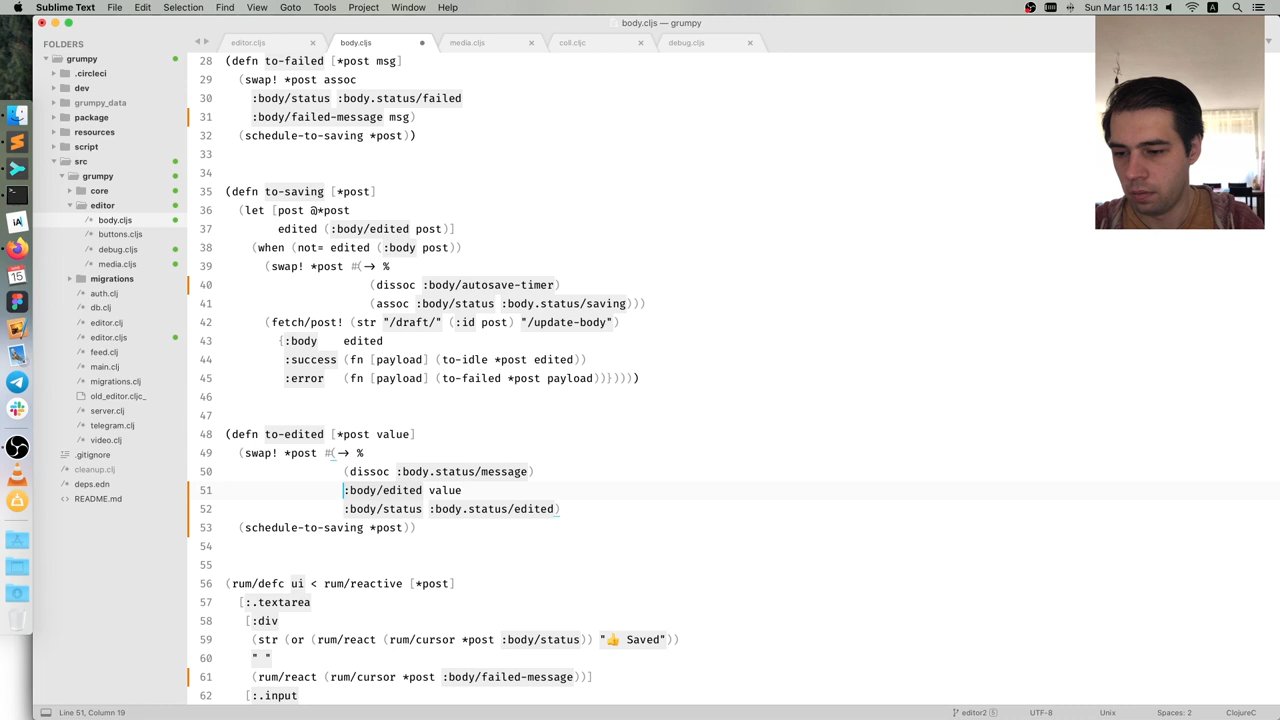 Sublime Text File Edit Selection Find View Goto Tools Project Window Help
Sun Mar 15 14:13
body.cljs — grumpy
editor.cljs
body.cljs
media.cljs
coll.cljc
debug.cljs
FOLDERS
grumpy
.circleci
dev
grumpy_data
package
resources
script
src
grumpy
core
editor
/* body.cljs
/* buttons.cljs
/* debug.cljs
/* media.cljs
migrations
/* auth.clj
/* db.clj
/* editor.clj
/* editor.cljs
/* feed.clj
/* main.clj
/* migrations.clj
old_editor.cljc_
/* server.clj
/* telegram.clj
/* video.clj
.gitignore
cleanup.clj
deps.edn
README.md
28 (defn to-failed [*post msg]
29 (swap! *post assoc
30 :body/status :body.status/failed
31 :body/failed-message msg)
32 (schedule-to-saving *post))
33
34
35 (defn to-saving [*post]
36 (let [post @*post
37 edited (:body/edited post)]
38 (when (not= edited (:body post))
39 (swap! *post #(-> %
40 (dissoc :body/autosave-timer)
41 (assoc :body/status :body.status/saving)))
42 (fetch/post! (str "/draft/" (:id post) "/update-body")
43 {:body edited
44 :success (fn [payload] (to-idle *post edited))
45 :error (fn [payload] (to-failed *post payload))}))))
46
47
48 (defn to-edited [*post value]
49 (swap! *post #(-> %
50 (dissoc :body.status/message)
51 :body/edited value
52 :body/status :body.status/edited)
53 (schedule-to-saving *post))
54
55
56 (rum/defc ui < rum/reactive [*post]
57 [:.textarea
58 [:div
59 (str (or (rum/react (rum/cursor *post :body/status)) "👍 Saved"))
60 " "
61 (rum/react (rum/cursor *post :body/failed-message))]
62 [:.input
Line 51, Column 19
editor2 5
UTF-8
Unix
Spaces: 2
ClojureC